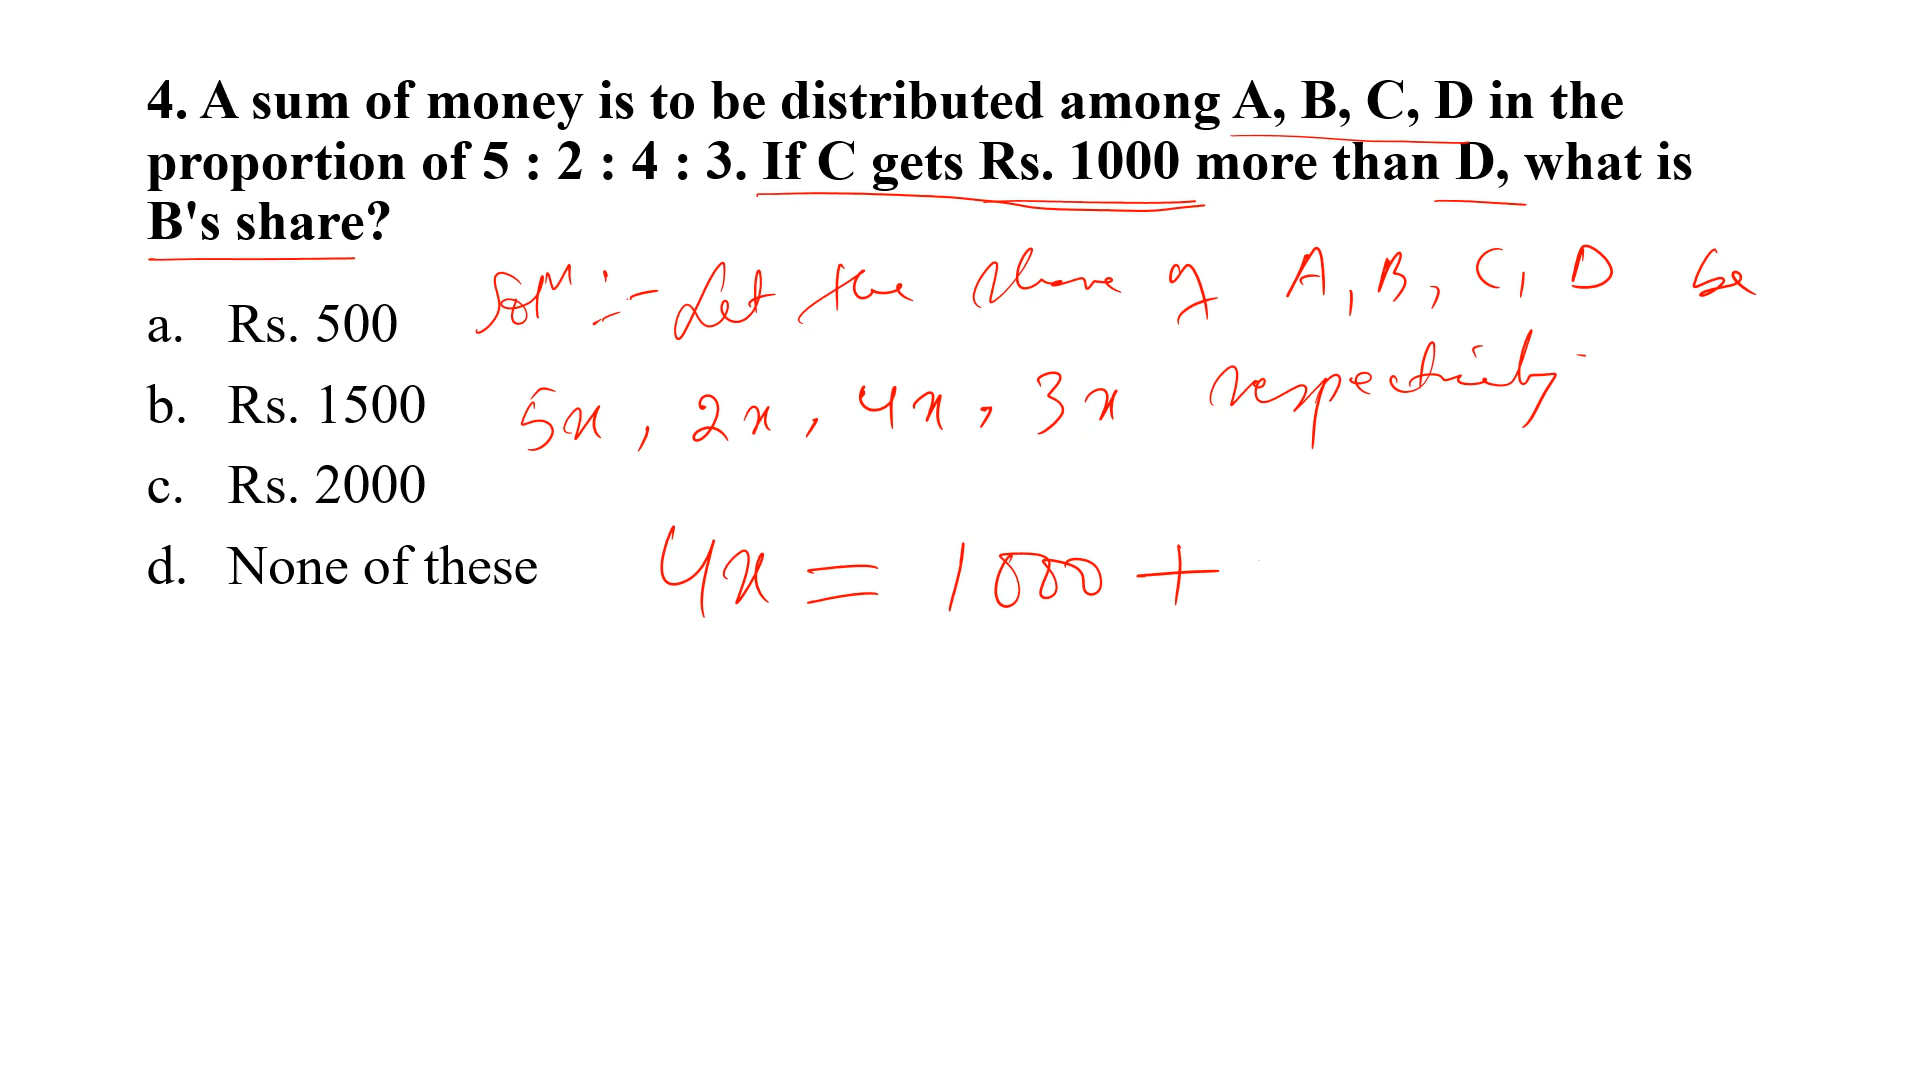 4. A sum of money is to be distributed among A, B, C, D in the
proportion of 5 : 2 : 4 : 3. If C gets Rs. 1000 more than D, what is
B's share?
Solⁿ :- Let the share of A, B, C, D be
a. Rs. 500
5x, 2x, 4x, 3x respectively.
b. Rs. 1500
c. Rs. 2000
d. None of these
4x = 1000 +